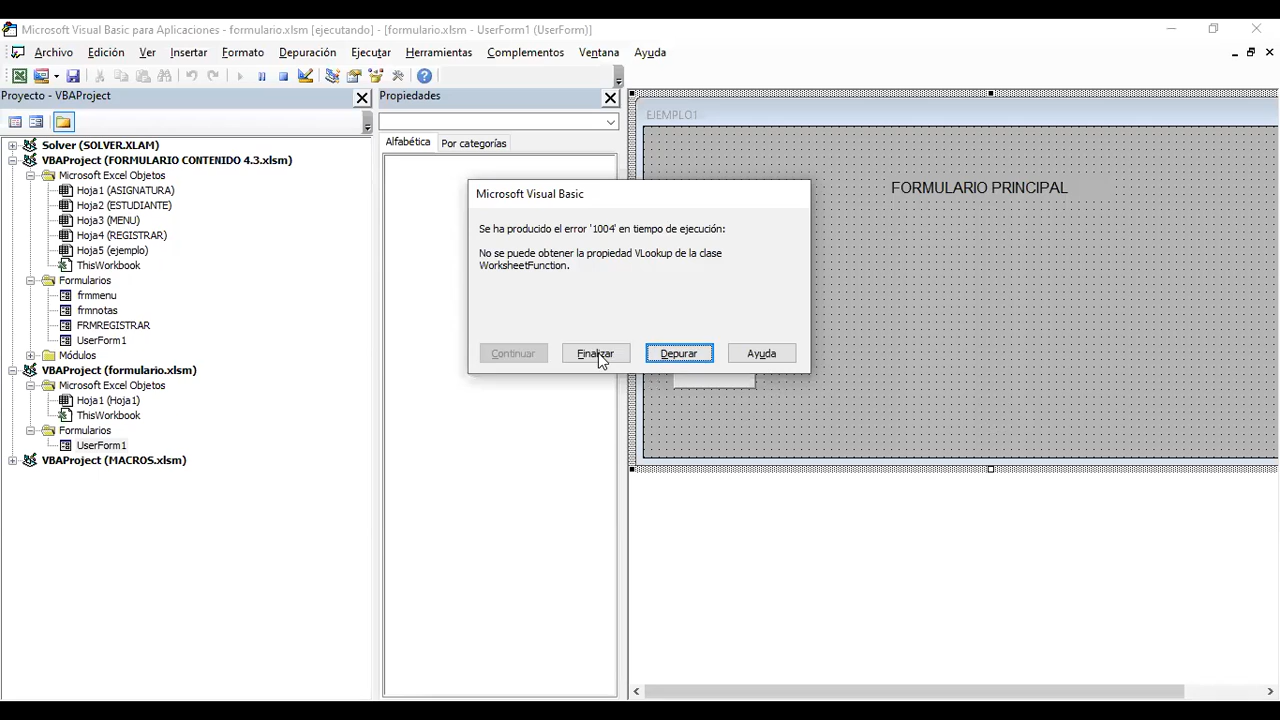 Microsoft Visual Basic para Aplicaciones - formulario.xlsm [ejecutando] - [formulario.xlsm - UserForm1 (UserForm)]
Archivo Edición Ver Insertar Formato Depuración Ejecutar Herramientas Complementos Ventana Ayuda
Proyecto - VBAProject
Solver (SOLVER.XLAM)
VBAProject (FORMULARIO CONTENIDO 4.3.xlsm)
Microsoft Excel Objetos
Hoja1 (ASIGNATURA)
Hoja2 (ESTUDIANTE)
Hoja3 (MENU)
Hoja4 (REGISTRAR)
Hoja5 (ejemplo)
ThisWorkbook
Formularios
frmmenu
frmnotas
FRMREGISTRAR
UserForm1
Módulos
VBAProject (formulario.xlsm)
Microsoft Excel Objetos
Hoja1 (Hoja1)
ThisWorkbook
Formularios
UserForm1
VBAProject (MACROS.xlsm)
Propiedades
Alfabética Por categorías
EJEMPLO1
FORMULARIO PRINCIPAL
Microsoft Visual Basic
Se ha producido el error '1004' en tiempo de ejecución:
No se puede obtener la propiedad VLookup de la clase
WorksheetFunction.
Continuar Finalizar Depurar Ayuda